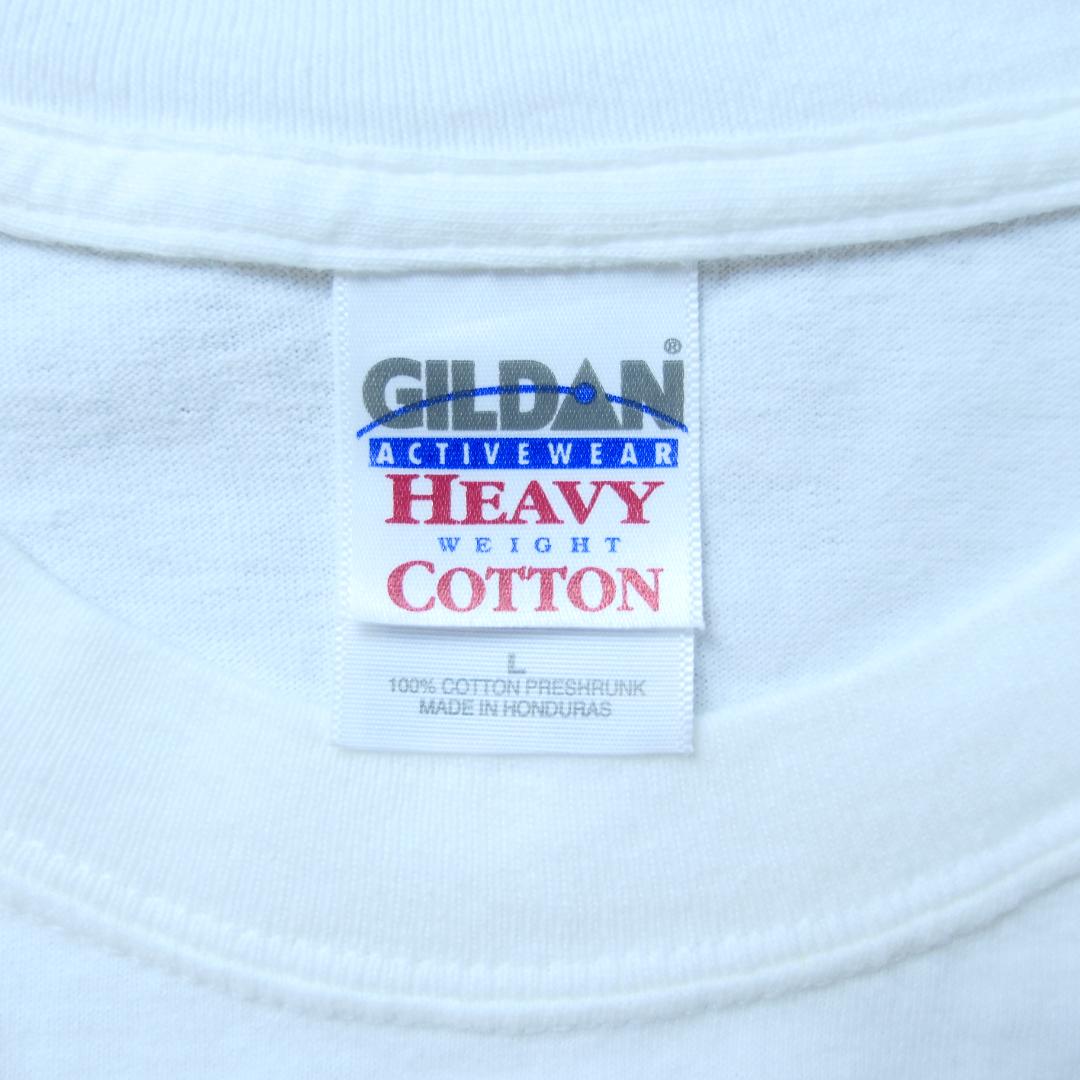 GILDAN®
ACTIVEWEAR
HEAVY
WEIGHT
COTTON
L
100% COTTON PRESHRUNK
MADE IN HONDURAS